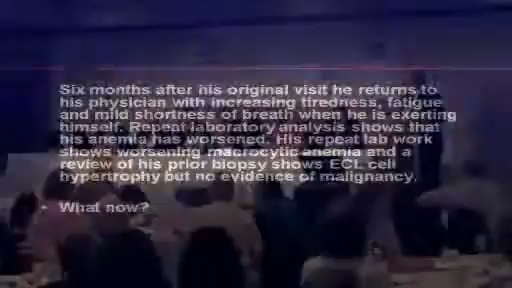 Six months after his original visit he returns to
his physician with increasing tiredness, fatigue
and mild shortness of breath when he is exerting
himself. Repeat laboratory analysis shows that
his anemia has worsened. His repeat lab work
shows worsening macrocytic anemia and a
review of his prior biopsy shows ECL cell
hypertrophy but no evidence of malignancy.
• What now?